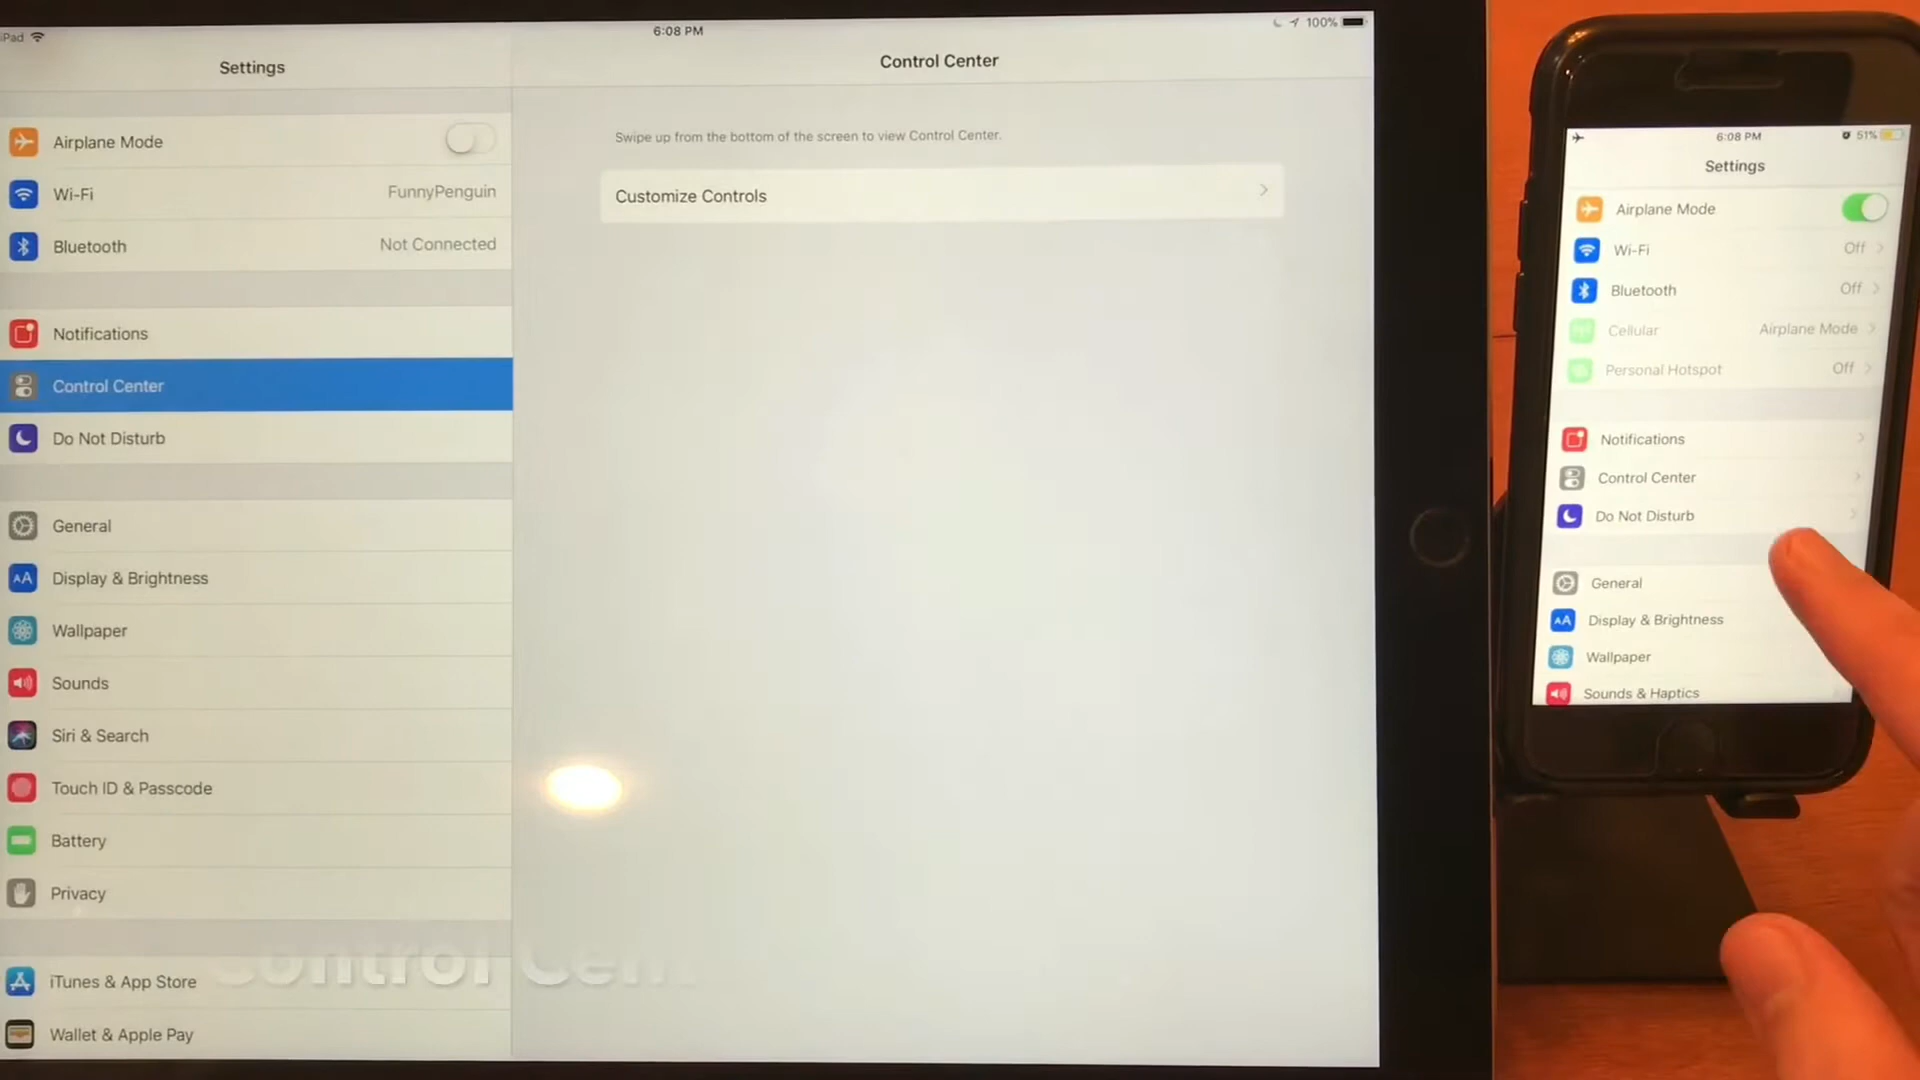 iPad
6:08 PM
100%
Settings
Control Center
Airplane Mode
Wi-Fi
FunnyPenguin
Bluetooth
Not Connected
Notifications
Control Center
Do Not Disturb
General
Display & Brightness
Wallpaper
Sounds
Siri & Search
Touch ID & Passcode
Battery
Privacy
iTunes & App Store
Wallet & Apple Pay
Swipe up from the bottom of the screen to view Control Center.
Customize Controls
Control Cen
6:08 PM
51%
Settings
Airplane Mode
Wi-Fi
Off
Bluetooth
Off
Cellular
Airplane Mode
Personal Hotspot
Off
Notifications
Control Center
Do Not Disturb
General
Display & Brightness
Wallpaper
Sounds & Haptics